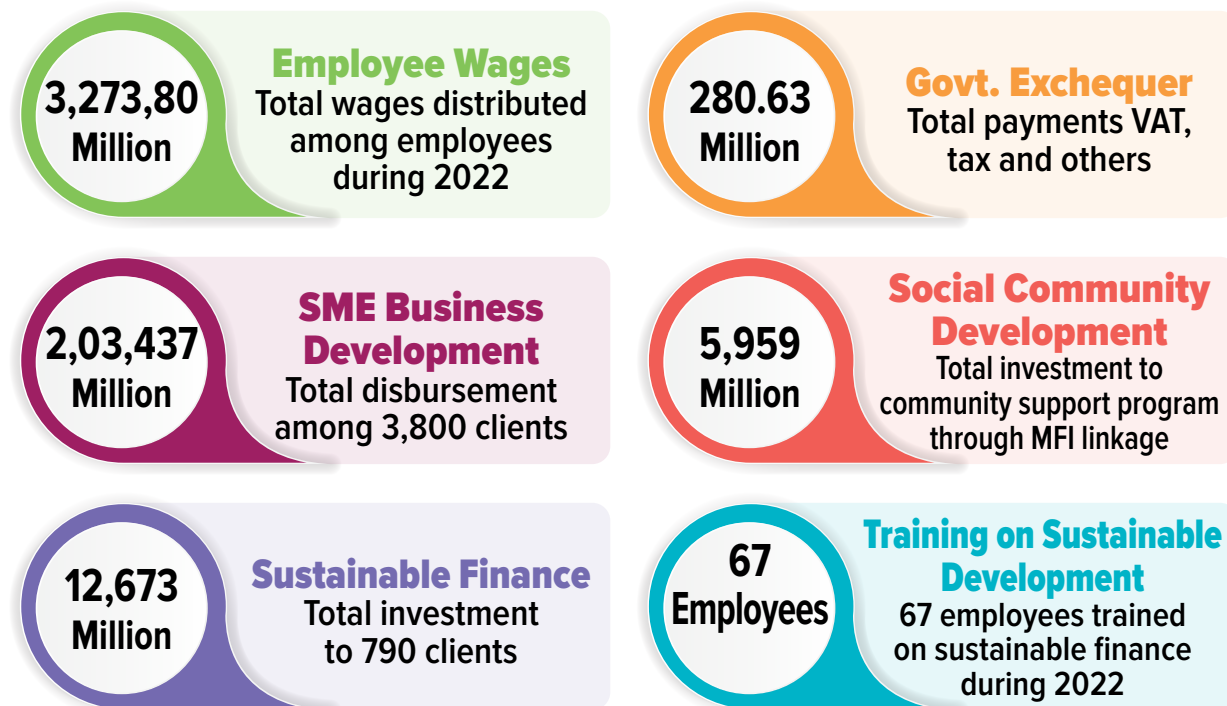 3,273,80
Million
Employee Wages
Total wages distributed
among employees
during 2022
280.63
Million
Govt. Exchequer
Total payments VAT,
tax and others
2,03,437
Million
SME Business
Development
Total disbursement
among 3,800 clients
5,959
Million
Social Community
Development
Total investment to
community support program
through MFI linkage
12,673
Million
Sustainable Finance
Total investment
to 790 clients
67
Employees
Training on Sustainable
Development
67 employees trained
on sustainable finance
during 2022